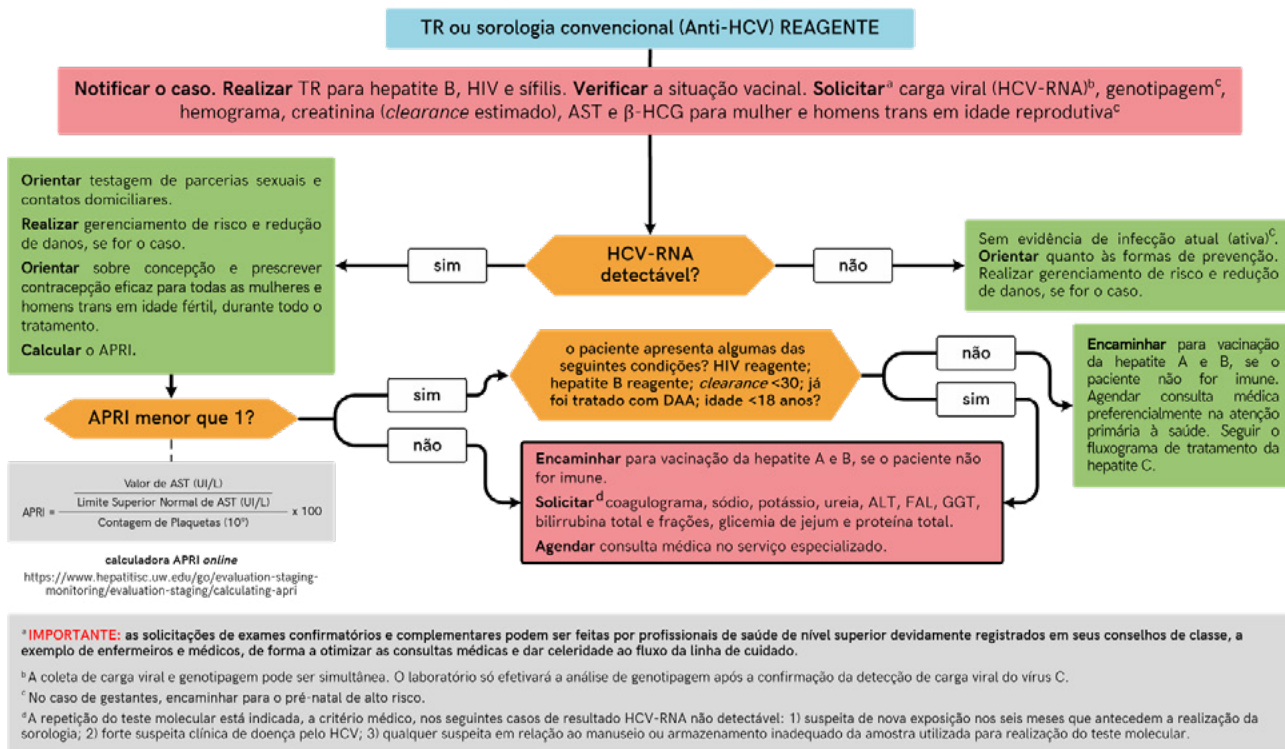 TR ou sorologia convencional (Anti-HCV) REAGENTE
Notificar o caso. Realizar TR para hepatite B, HIV e sífilis. Verificar a situação vacinal. Solicitarᵃ carga viral (HCV-RNA)ᵇ, genotipagemᶜ,
hemograma, creatinina (clearance estimado), AST e β-HCG para mulher e homens trans em idade reprodutivaᶜ
Orientar testagem de parcerias sexuais e
contatos domiciliares.
Realizar gerenciamento de risco e redução
de danos, se for o caso.
Orientar sobre concepção e prescrever
contracepção eficaz para todas as mulheres e
homens trans em idade fértil, durante todo o
tratamento.
Calcular o APRI.
sim
HCV-RNA
detectável?
não
Sem evidência de infecção atual (ativa)ᶜ.
Orientar quanto às formas de prevenção.
Realizar gerenciamento de risco e redução
de danos, se for o caso.
APRI menor que 1?
sim
não
o paciente apresenta algumas das
seguintes condições? HIV reagente;
hepatite B reagente; clearance <30; já
foi tratado com DAA; idade <18 anos?
não
sim
Encaminhar para vacinação
da hepatite A e B, se o
paciente não for imune.
Agendar consulta médica
preferencialmente na atenção
primária à saúde. Seguir o
fluxograma de tratamento da
hepatite C.
Encaminhar para vacinação da hepatite A e B, se o paciente não
for imune.
Solicitarᵈ coagulograma, sódio, potássio, ureia, ALT, FAL, GGT,
bilirrubina total e frações, glicemia de jejum e proteína total.
Agendar consulta médica no serviço especializado.
Valor de AST (UI/L)
Limite Superior Normal de AST (UI/L)
APRI = x 100
Contagem de Plaquetas (10⁹)
calculadora APRI online
https://www.hepatitisc.uw.edu/go/evaluation-staging-
monitoring/evaluation-staging/calculating-apri
ᵃ IMPORTANTE: as solicitações de exames confirmatórios e complementares podem ser feitas por profissionais de saúde de nível superior devidamente registrados em seus conselhos de classe, a
exemplo de enfermeiros e médicos, de forma a otimizar as consultas médicas e dar celeridade ao fluxo da linha de cuidado.
ᵇ A coleta de carga viral e genotipagem pode ser simultânea. O laboratório só efetivará a análise de genotipagem após a confirmação da detecção de carga viral do vírus C.
ᶜ No caso de gestantes, encaminhar para o pré-natal de alto risco.
ᵈ A repetição do teste molecular está indicada, a critério médico, nos seguintes casos de resultado HCV-RNA não detectável: 1) suspeita de nova exposição nos seis meses que antecedem a realização da
sorologia; 2) forte suspeita clínica de doença pelo HCV; 3) qualquer suspeita em relação ao manuseio ou armazenamento inadequado da amostra utilizada para realização do teste molecular.